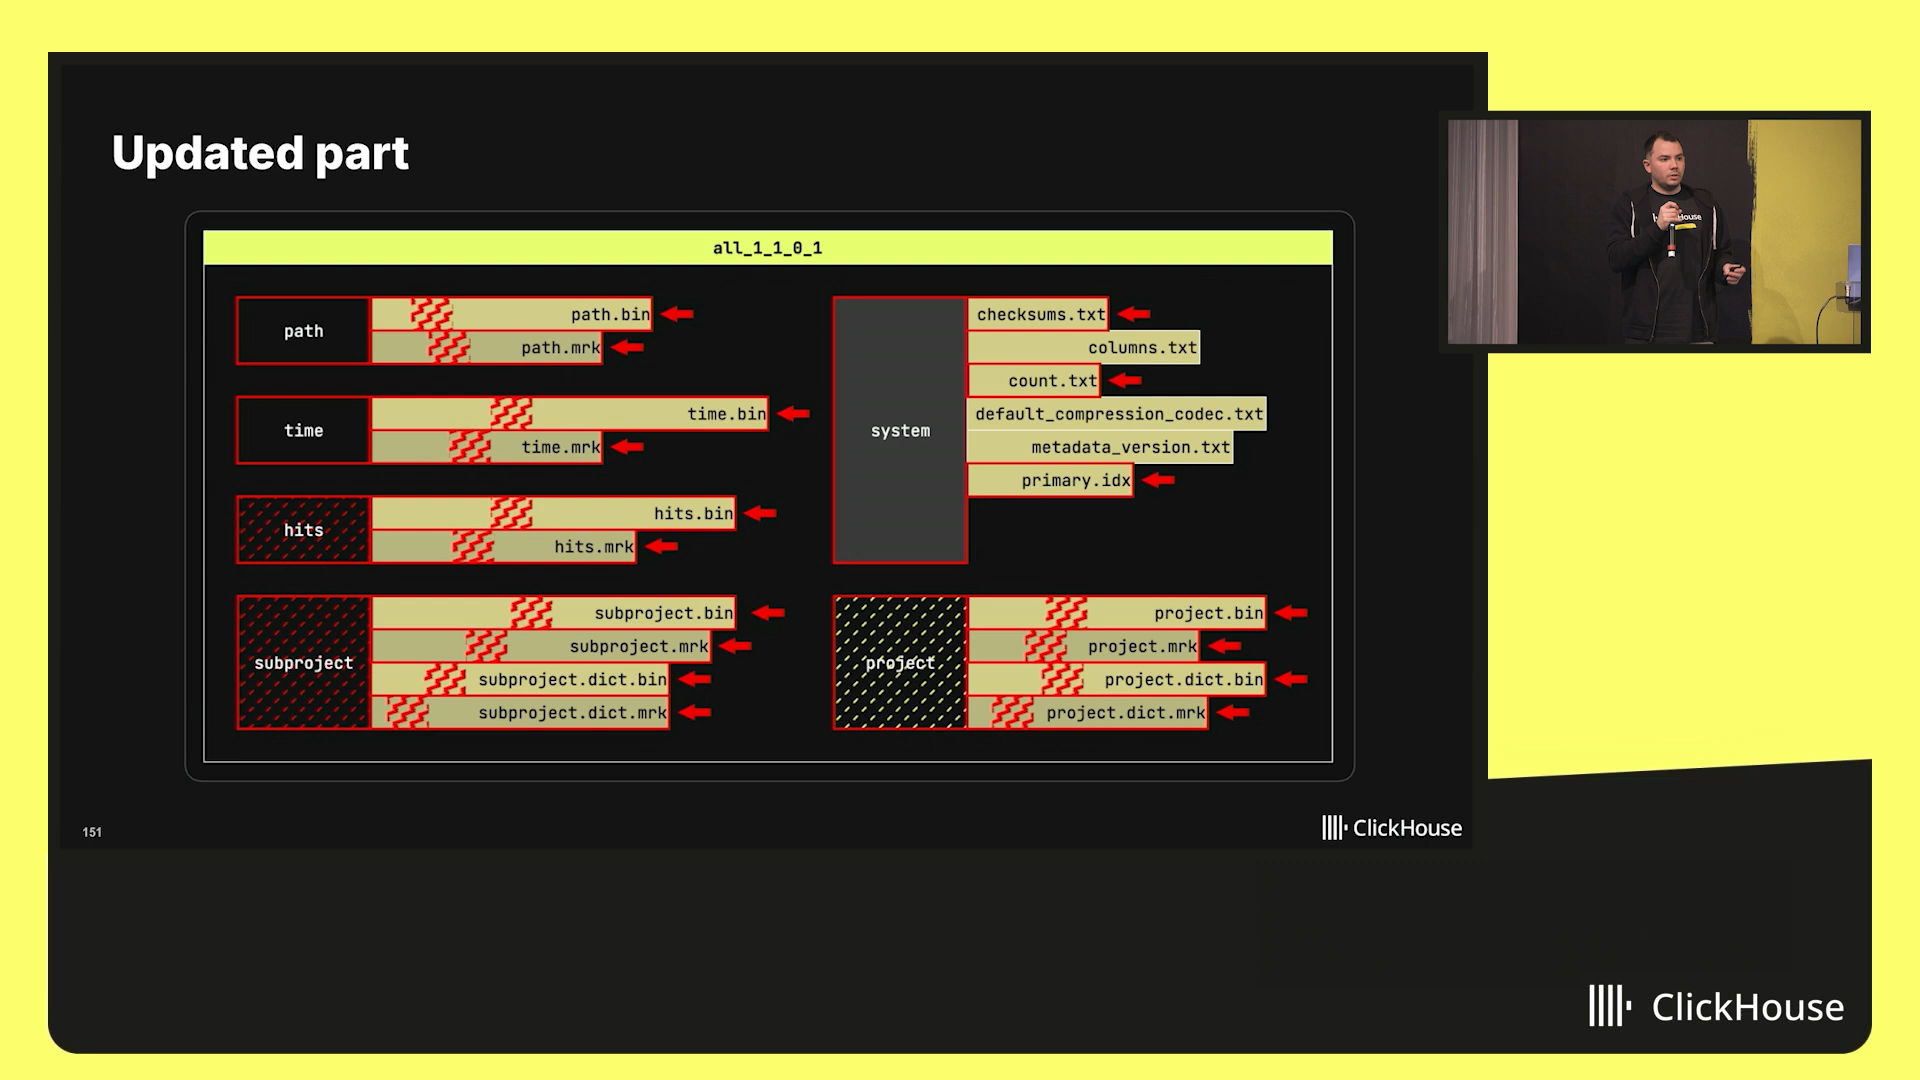 Updated part
all_1_1_0_1
path
path.bin
path.mrk
time
time.bin
time.mrk
hits
hits.bin
hits.mrk
subproject
subproject.bin
subproject.mrk
subproject.dict.bin
subproject.dict.mrk
system
checksums.txt
columns.txt
count.txt
default_compression_codec.txt
metadata_version.txt
primary.idx
project
project.bin
project.mrk
project.dict.bin
project.dict.mrk
151
ClickHouse
ClickHouse